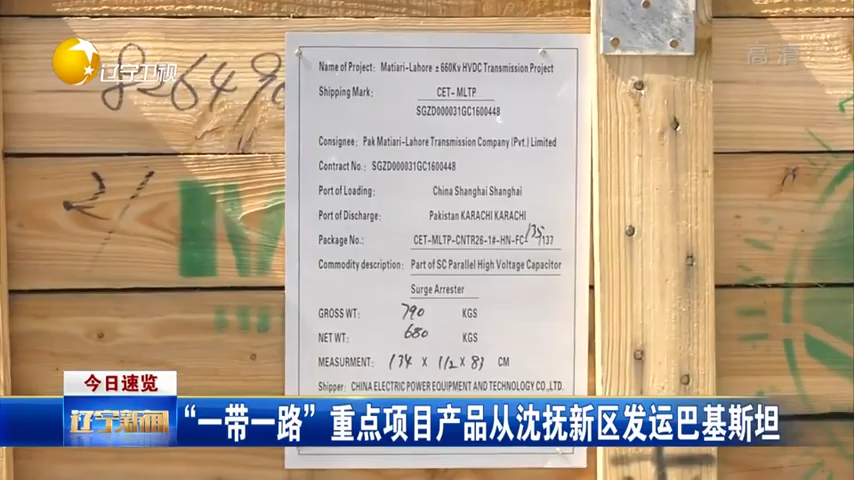 辽宁卫视
高清
826490
21
Name of Project: Matiari-Lahore ±660Kv HVDC Transmission Project
Shipping Mark: CET- MLTP
SGZD000031GC1600448
Consignee: Pak Matiari-Lahore Transmission Company (Pvt.) Limited
Contract No.: SGZD000031GC1600448
Port of Loading: China Shanghai Shanghai
Port of Discharge: Pakistan KARACHI KARACHI
Package No.: CET-MLTP-CNTR26-1#-HN-FC-135/137
Commodity description: Part of SC Parallel High Voltage Capacitor
Surge Arrester
GROSS WT: 790 KGS
NET WT: 680 KGS
MEASURMENT: 134 X 112 X 83 CM
Shipper: CHINA ELECTRIC POWER EQUIPMENT AND TECHNOLOGY CO., LTD.
今日速览
辽宁新闻
“一带一路”重点项目产品从沈抚新区发运巴基斯坦